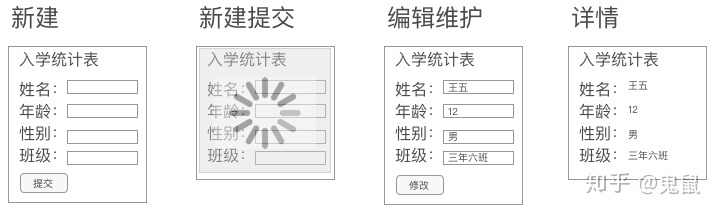 新建
入学统计表
姓名：
年龄：
性别：
班级：
提交
新建提交
入学统计表
姓名：
年龄：
性别：
班级：
编辑维护
入学统计表
姓名： 王五
年龄： 12
性别： 男
班级： 三年六班
修改
详情
入学统计表
姓名： 王五
年龄： 12
性别： 男
班级： 三年六班
知乎 @鬼鼠